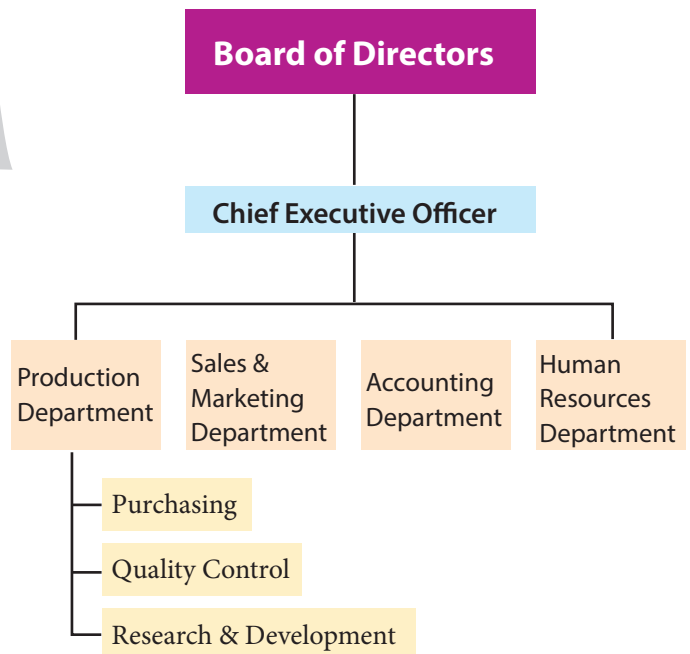 Board of Directors
Chief Executive Officer
Production
Department
Sales &
Marketing
Department
Accounting
Department
Human
Resources
Department
Purchasing
Quality Control
Research & Development